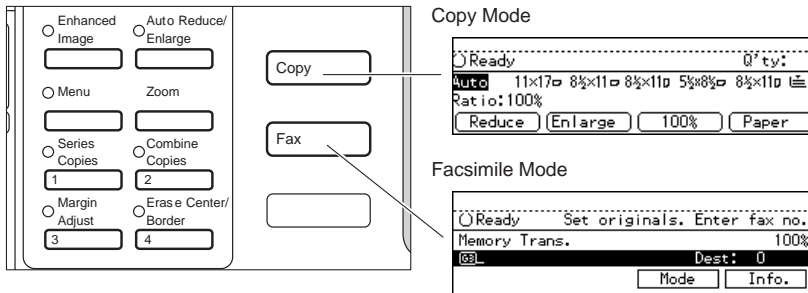 Enhanced Image
Auto Reduce/ Enlarge
Menu
Zoom
Series Copies
Combine Copies
1
2
Margin Adjust
Erase Center/ Border
3
4
Copy
Fax
Copy Mode
Ready Q'ty:
Auto 11×17 8½×11 8½×11 5½×8½ 8½×11
Ratio:100%
Reduce Enlarge 100% Paper
Facsimile Mode
Ready Set originals. Enter fax no.
Memory Trans. 100%
G3 Dest: 0
Mode Info.